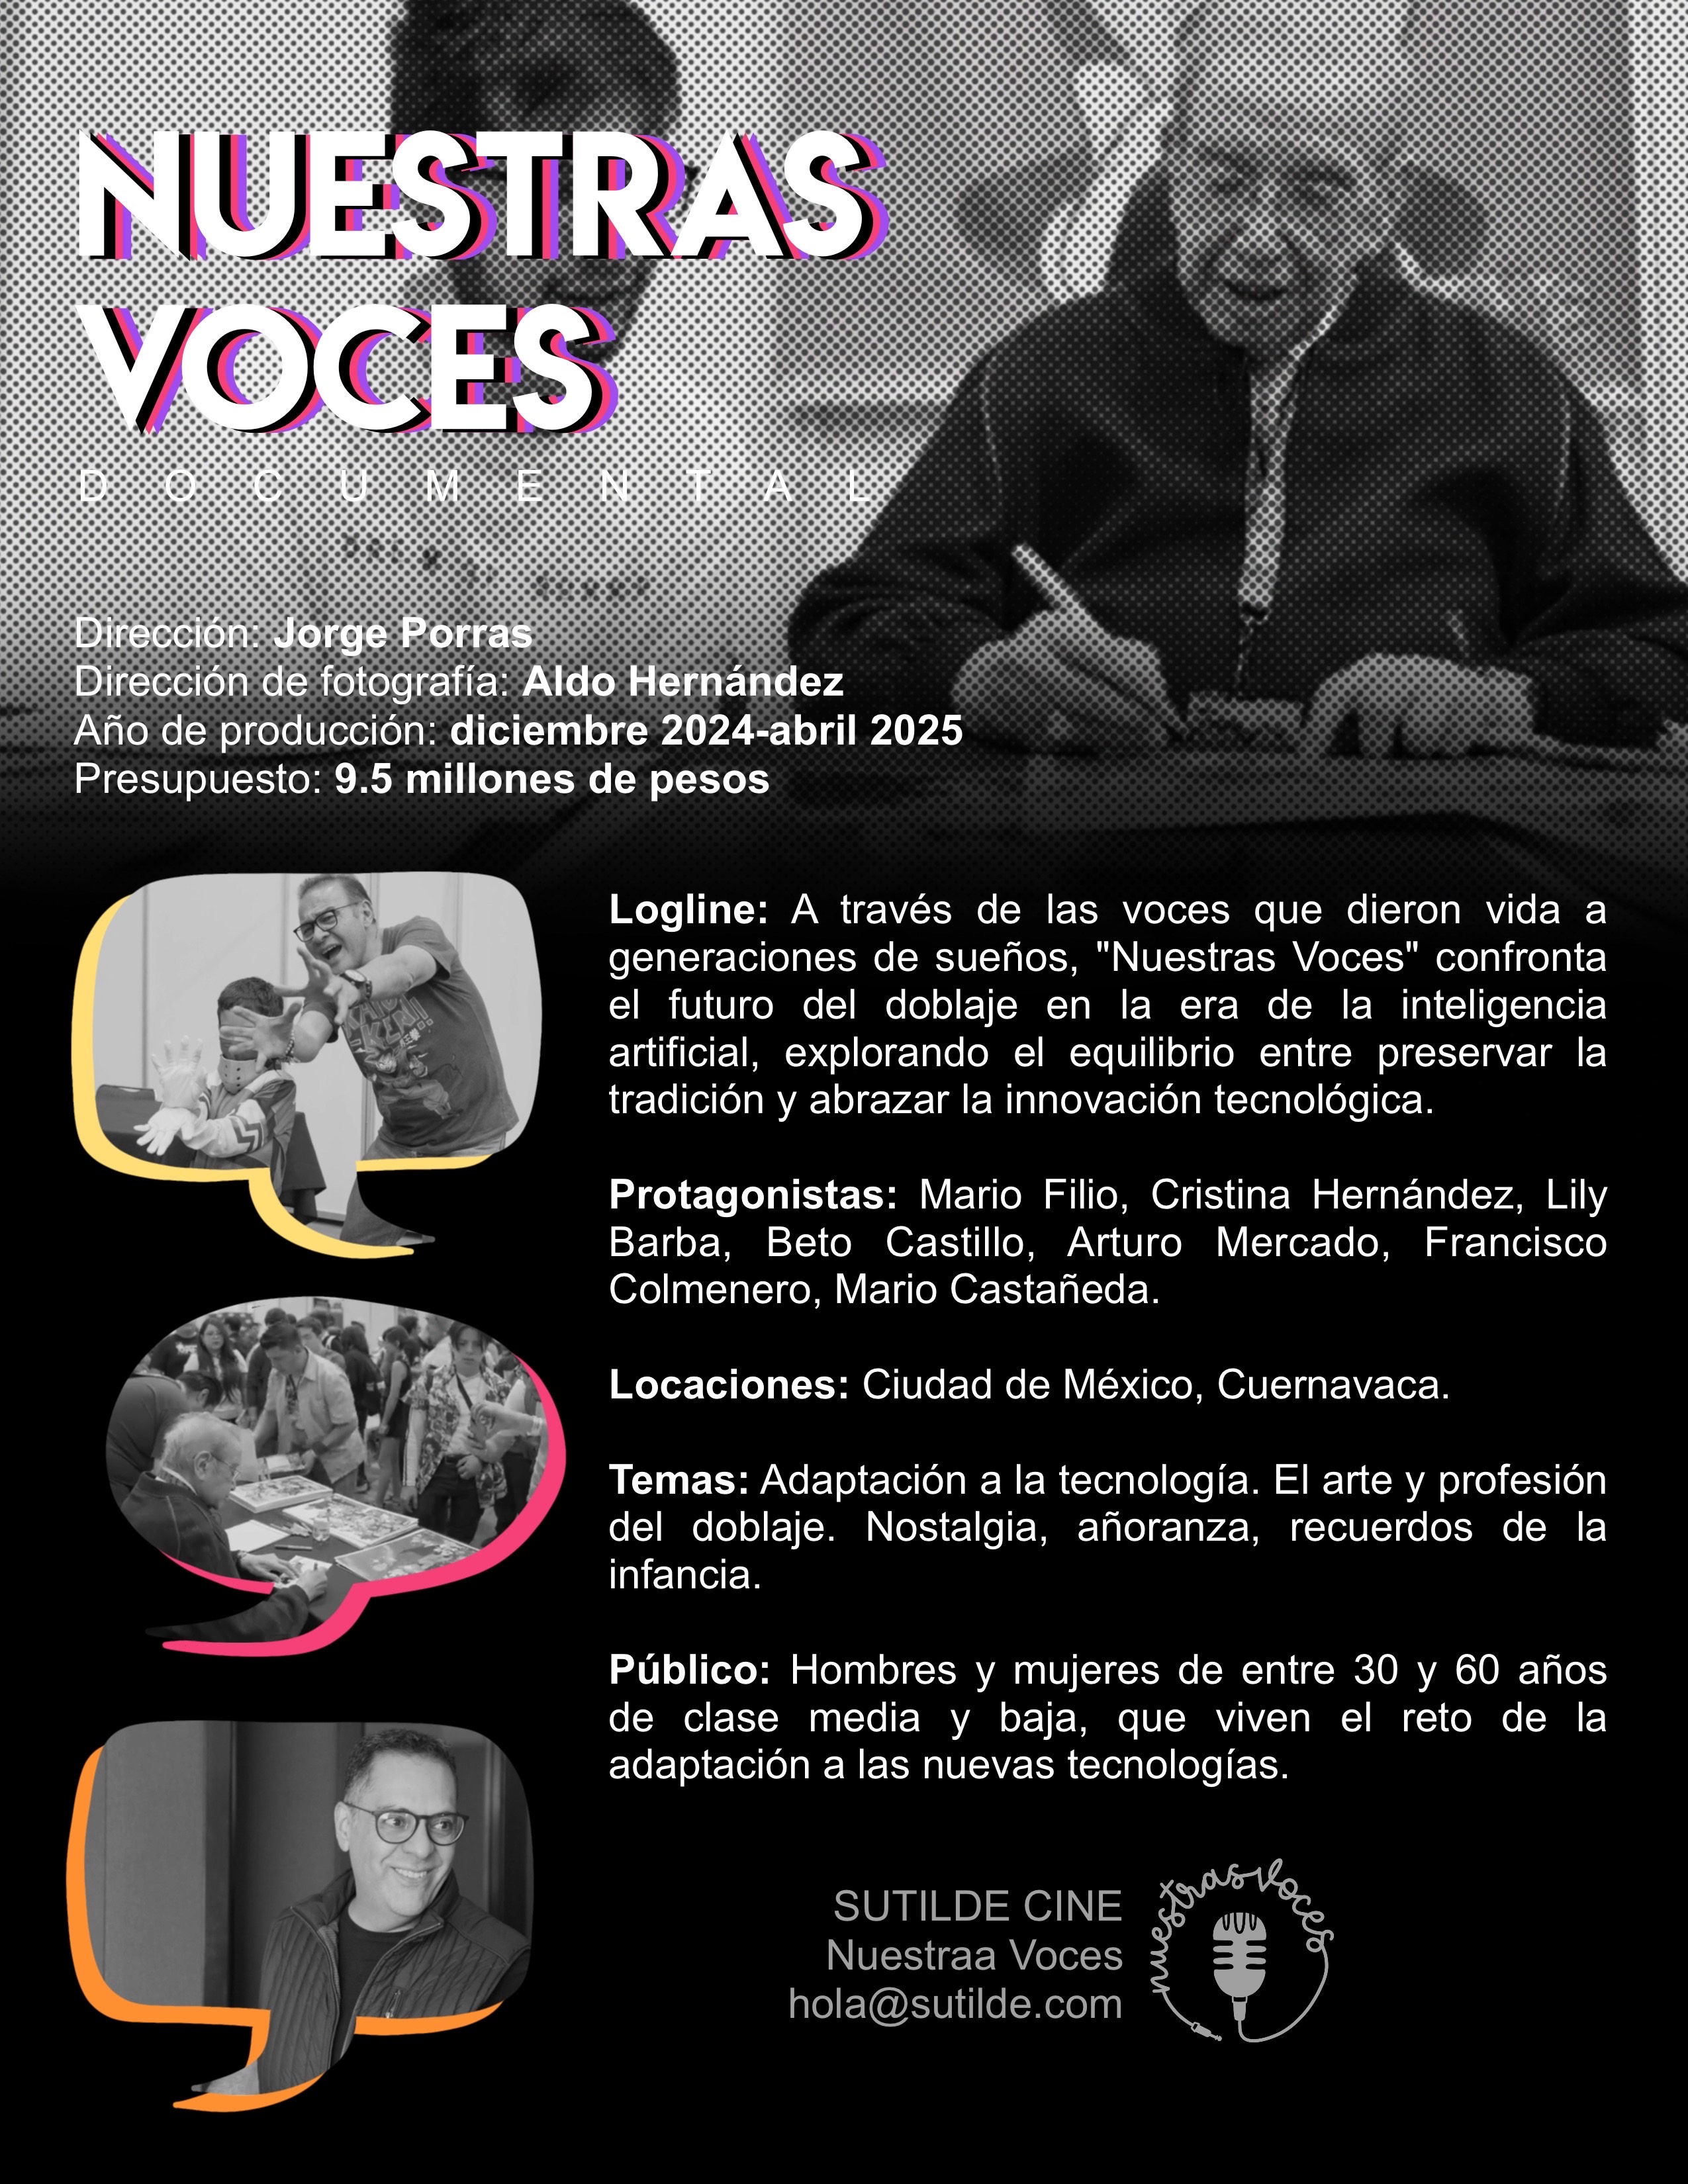 NUESTRAS
VOCES
DOCUMENTAL
Dirección: Jorge Porras
Dirección de fotografía: Aldo Hernández
Año de producción: diciembre 2024-abril 2025
Presupuesto: 9.5 millones de pesos
Logline: A través de las voces que dieron vida a
generaciones de sueños, "Nuestras Voces" confronta
el futuro del doblaje en la era de la inteligencia
artificial, explorando el equilibrio entre preservar la
tradición y abrazar la innovación tecnológica.
Protagonistas: Mario Filio, Cristina Hernández, Lily
Barba, Beto Castillo, Arturo Mercado, Francisco
Colmenero, Mario Castañeda.
Locaciones: Ciudad de México, Cuernavaca.
Temas: Adaptación a la tecnología. El arte y profesión
del doblaje. Nostalgia, añoranza, recuerdos de la
infancia.
Público: Hombres y mujeres de entre 30 y 60 años
de clase media y baja, que viven el reto de la
adaptación a las nuevas tecnologías.
SUTILDE CINE
Nuestraa Voces
hola@sutilde.com
nuestras voces